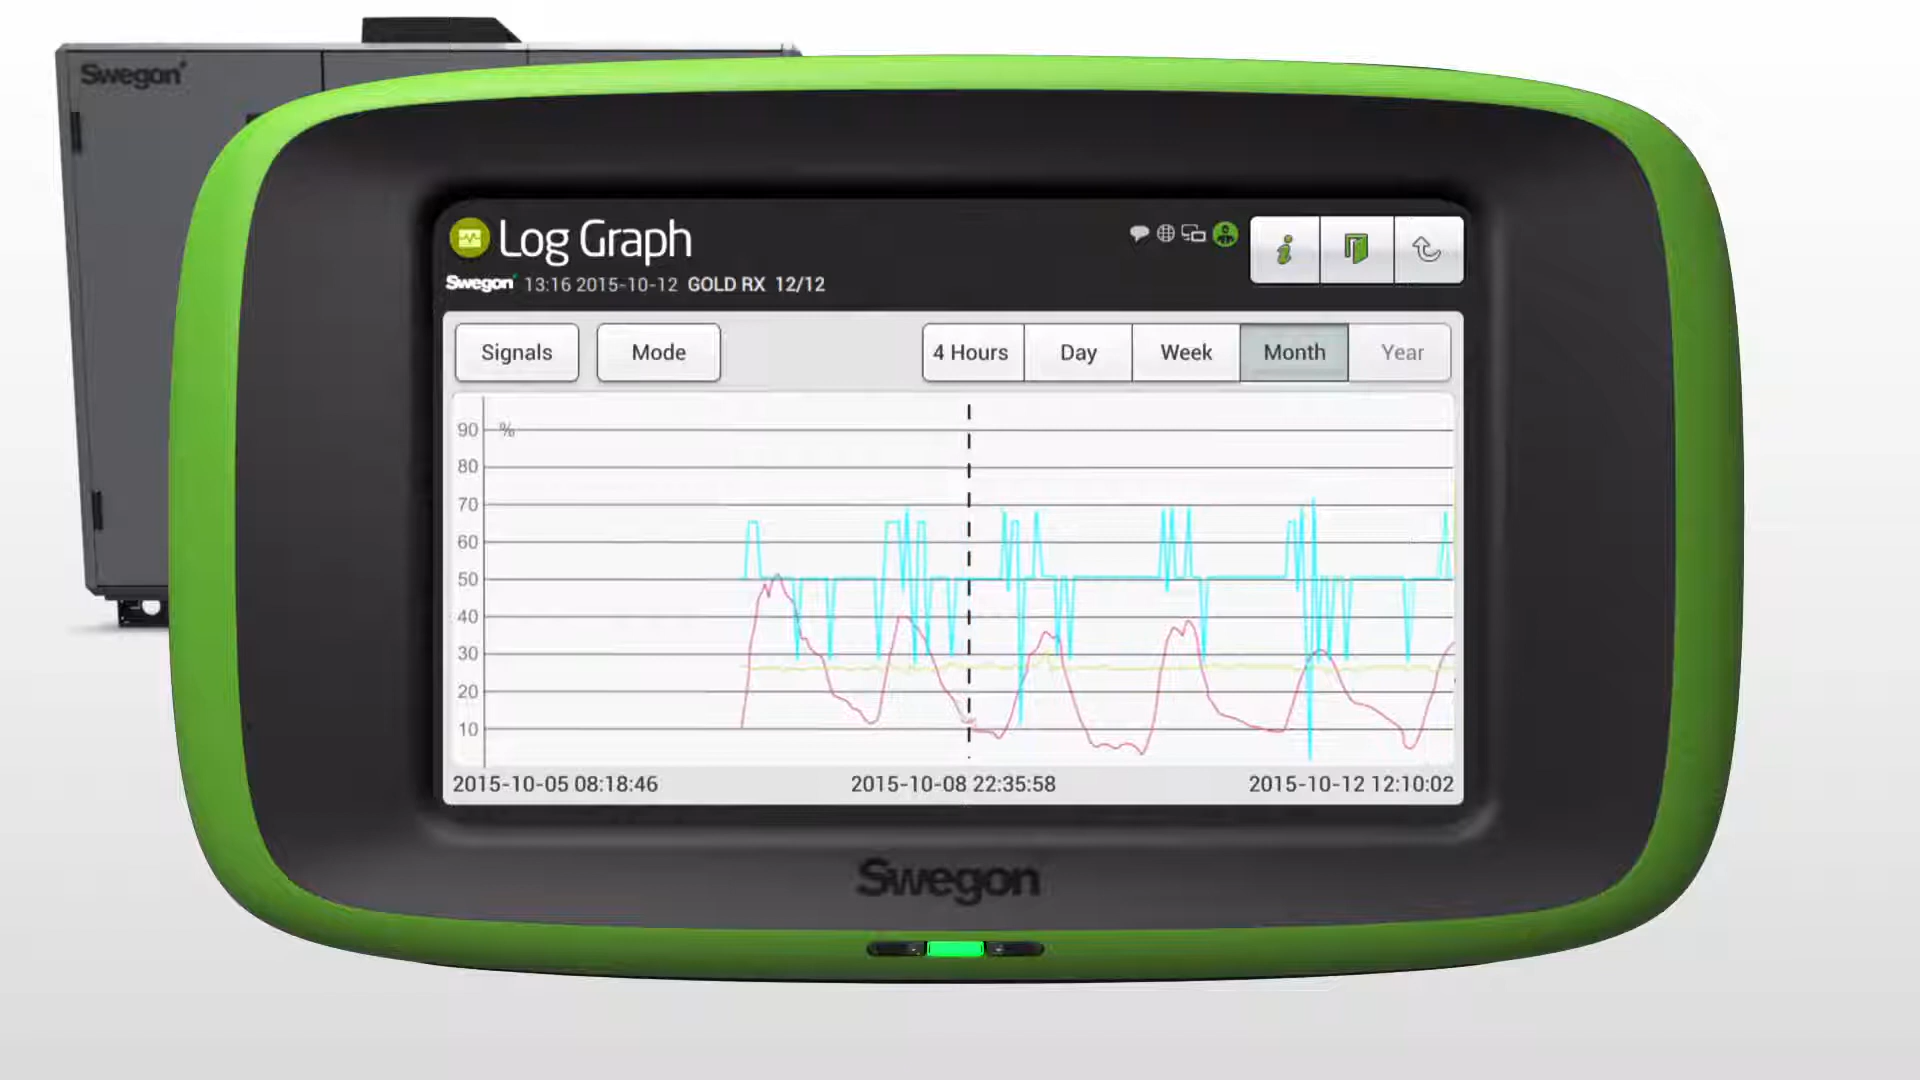 Swegon
Log Graph
Swegon 13:16 2015-10-12 GOLD RX 12/12
Signals
Mode
4 Hours
Day
Week
Month
Year
90
%
80
70
60
50
40
30
20
10
2015-10-05 08:18:46
2015-10-08 22:35:58
2015-10-12 12:10:02
Swegon